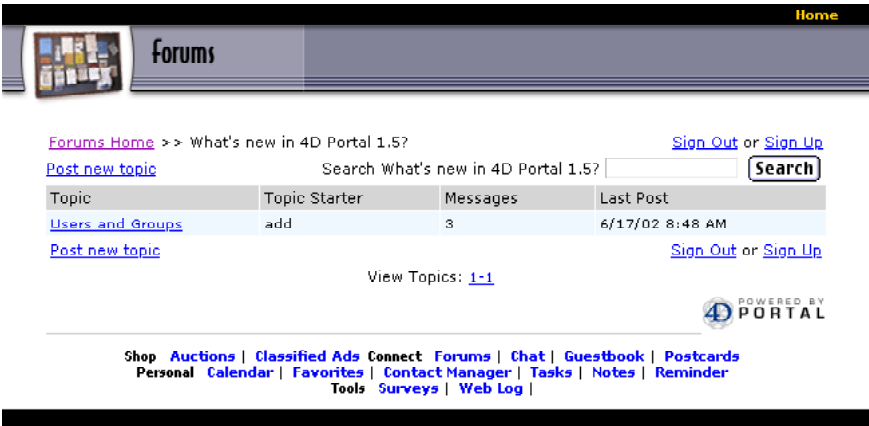 Home
Forums
Forums Home >> What's new in 4D Portal 1.5? Sign Out or Sign Up
Post new topic Search What's new in 4D Portal 1.5? Search
Topic Topic Starter Messages Last Post
Users and Groups add 3 6/17/02 8:48 AM
Post new topic Sign Out or Sign Up
View Topics: 1-1
4D POWERED BY
PORTAL
Shop Auctions | Classified Ads Connect Forums | Chat | Guestbook | Postcards
Personal Calendar | Favorites | Contact Manager | Tasks | Notes | Reminder
Tools Surveys | Web Log |